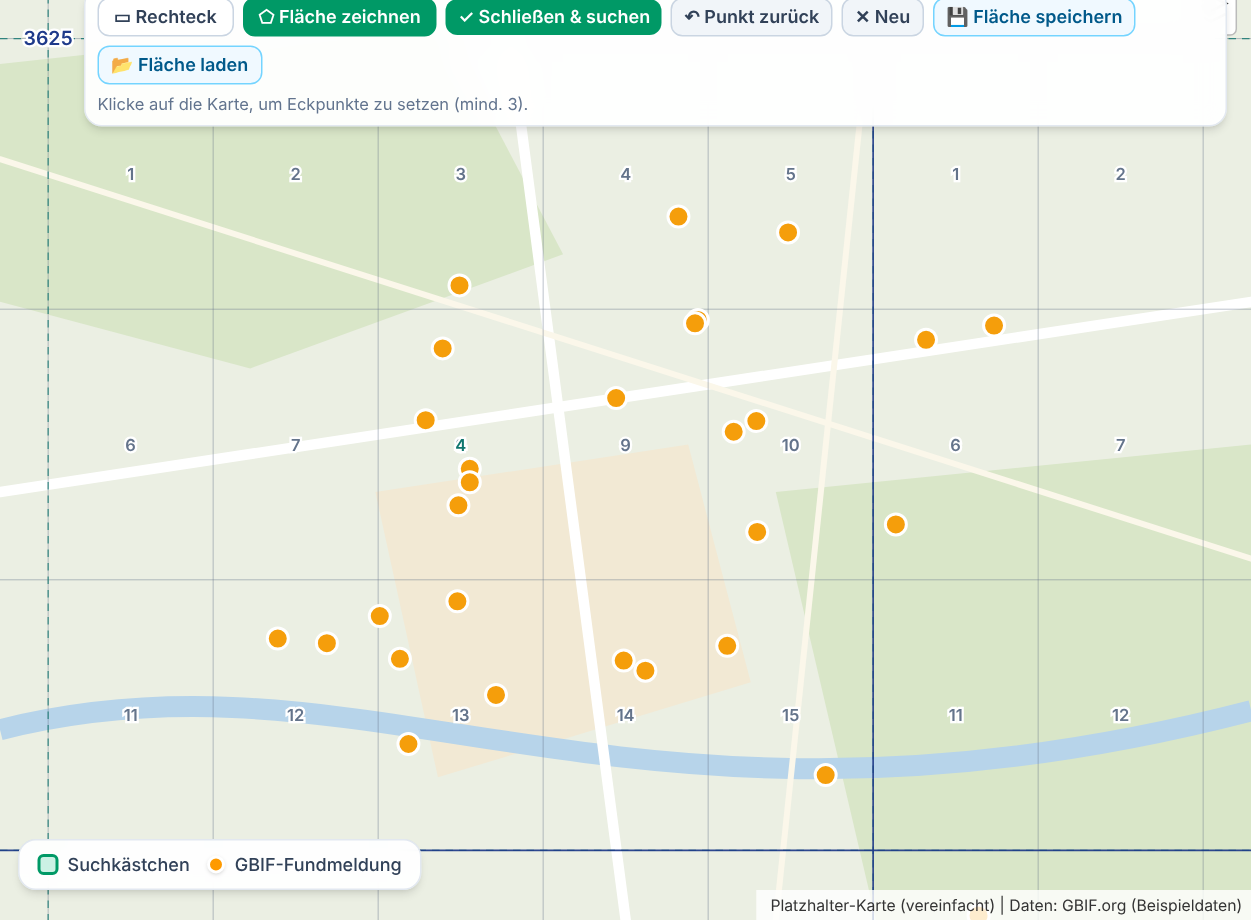 Rechteck
Fläche zeichnen
✓ Schließen & suchen
↶ Punkt zurück
✕ Neu
Fläche speichern
3625
Fläche laden
Klicke auf die Karte, um Eckpunkte zu setzen (mind. 3).
1 2 3 4 5 1 2
6 7 4 9 10 6 7
11 12 13 14 15 11 12
Suchkästchen GBIF-Fundmeldung
Platzhalter-Karte (vereinfacht) | Daten: GBIF.org (Beispieldaten)